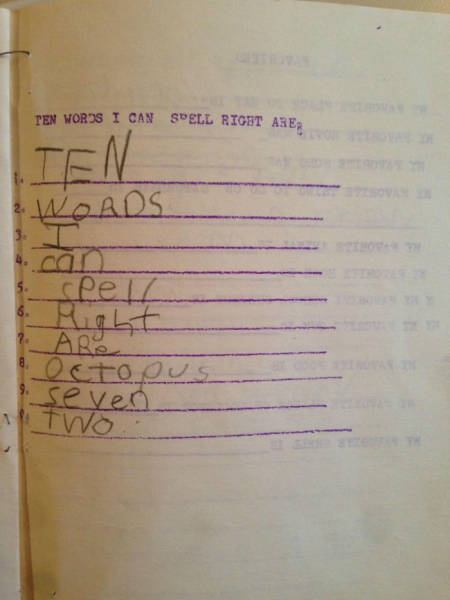 TEN WORDS I CAN SPELL RIGHT ARE:
1. TEN
2. WORDS
3. I
4. can
5. spell
6. Right
7. ARe
8. Octopus
9. seven
two